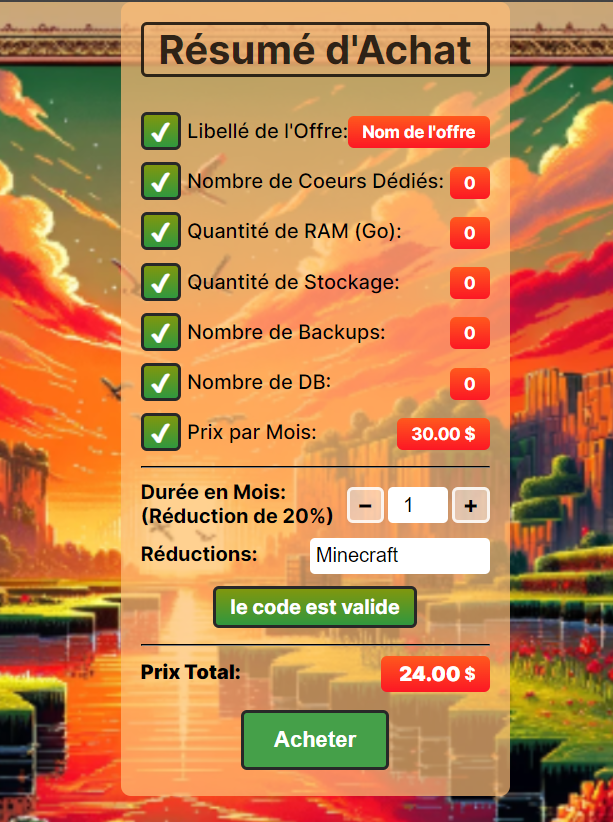 Résumé d'Achat
✔ Libellé de l'Offre: Nom de l'offre
✔ Nombre de Coeurs Dédiés: 0
✔ Quantité de RAM (Go): 0
✔ Quantité de Stockage: 0
✔ Nombre de Backups: 0
✔ Nombre de DB: 0
✔ Prix par Mois: 30.00 $
Durée en Mois:
(Réduction de 20%) − 1 +
Réductions: Minecraft
le code est valide
Prix Total: 24.00 $
Acheter